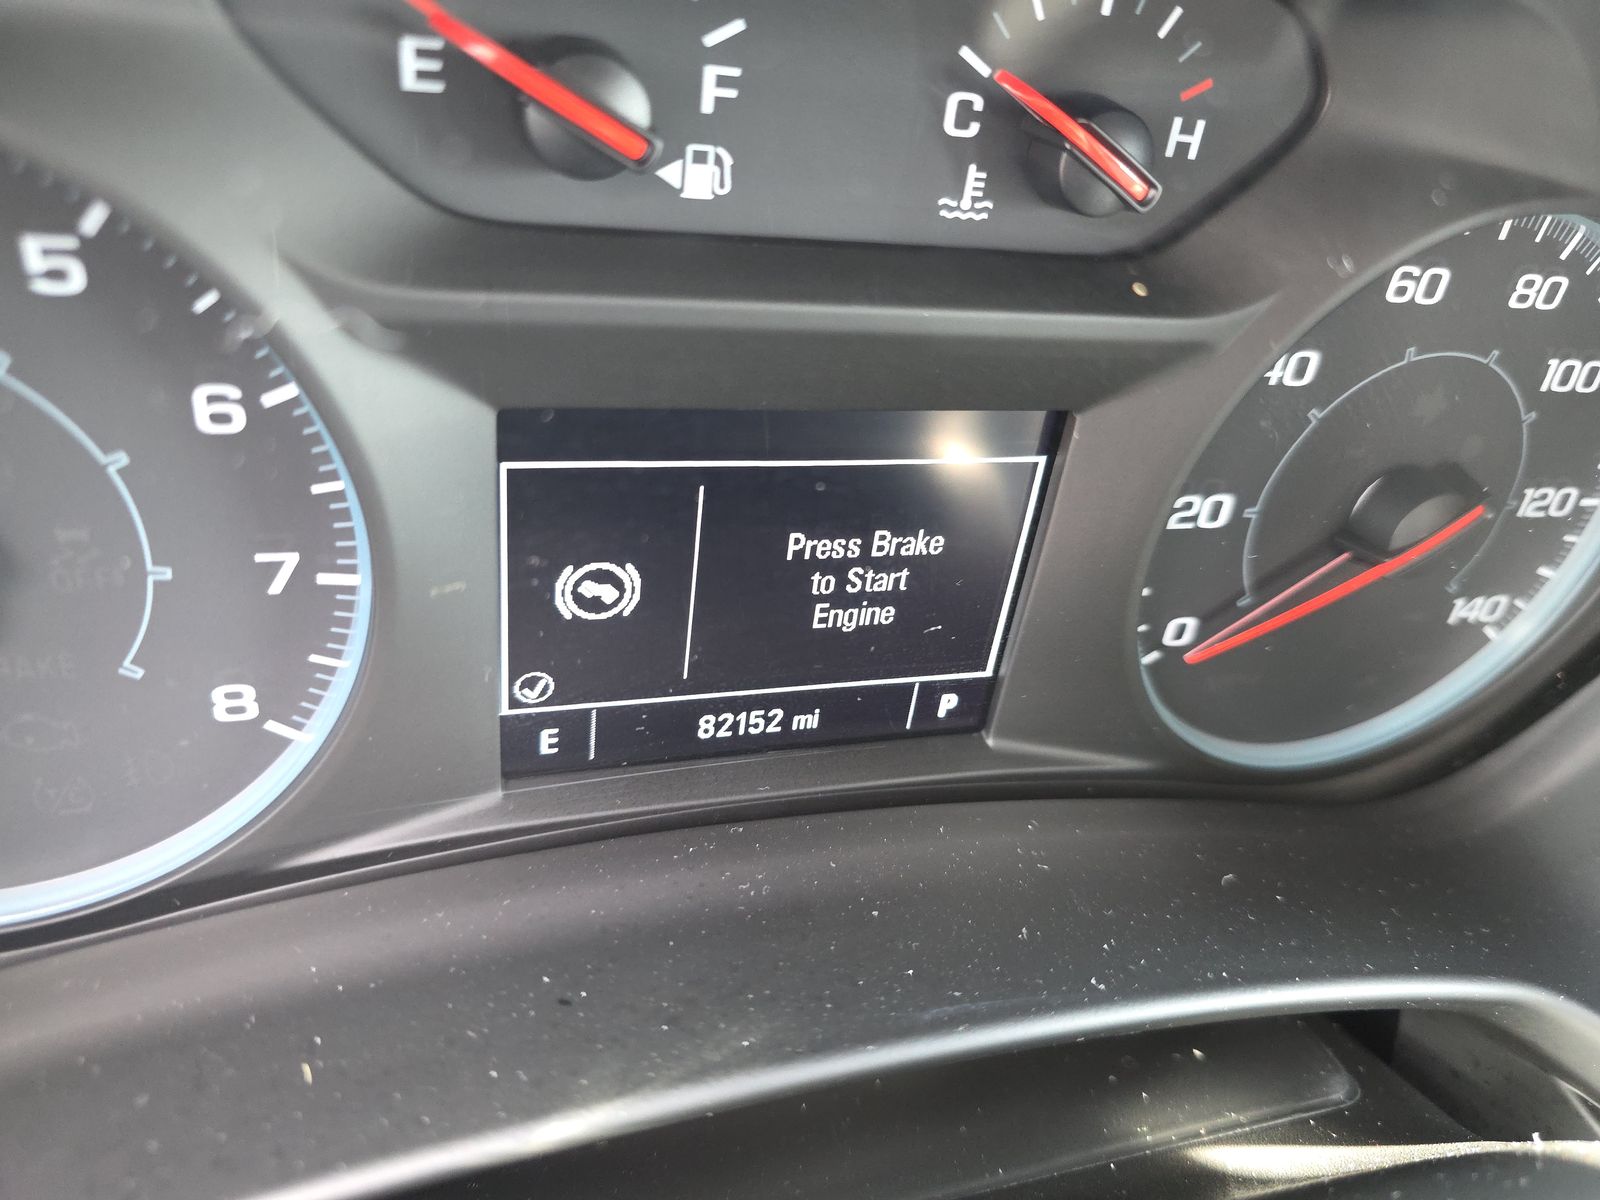 E
F
C
H
5
6
7
8
Press Brake
to Start
Engine
E
82152 mi
P
0
20
40
60
80
100
120
140